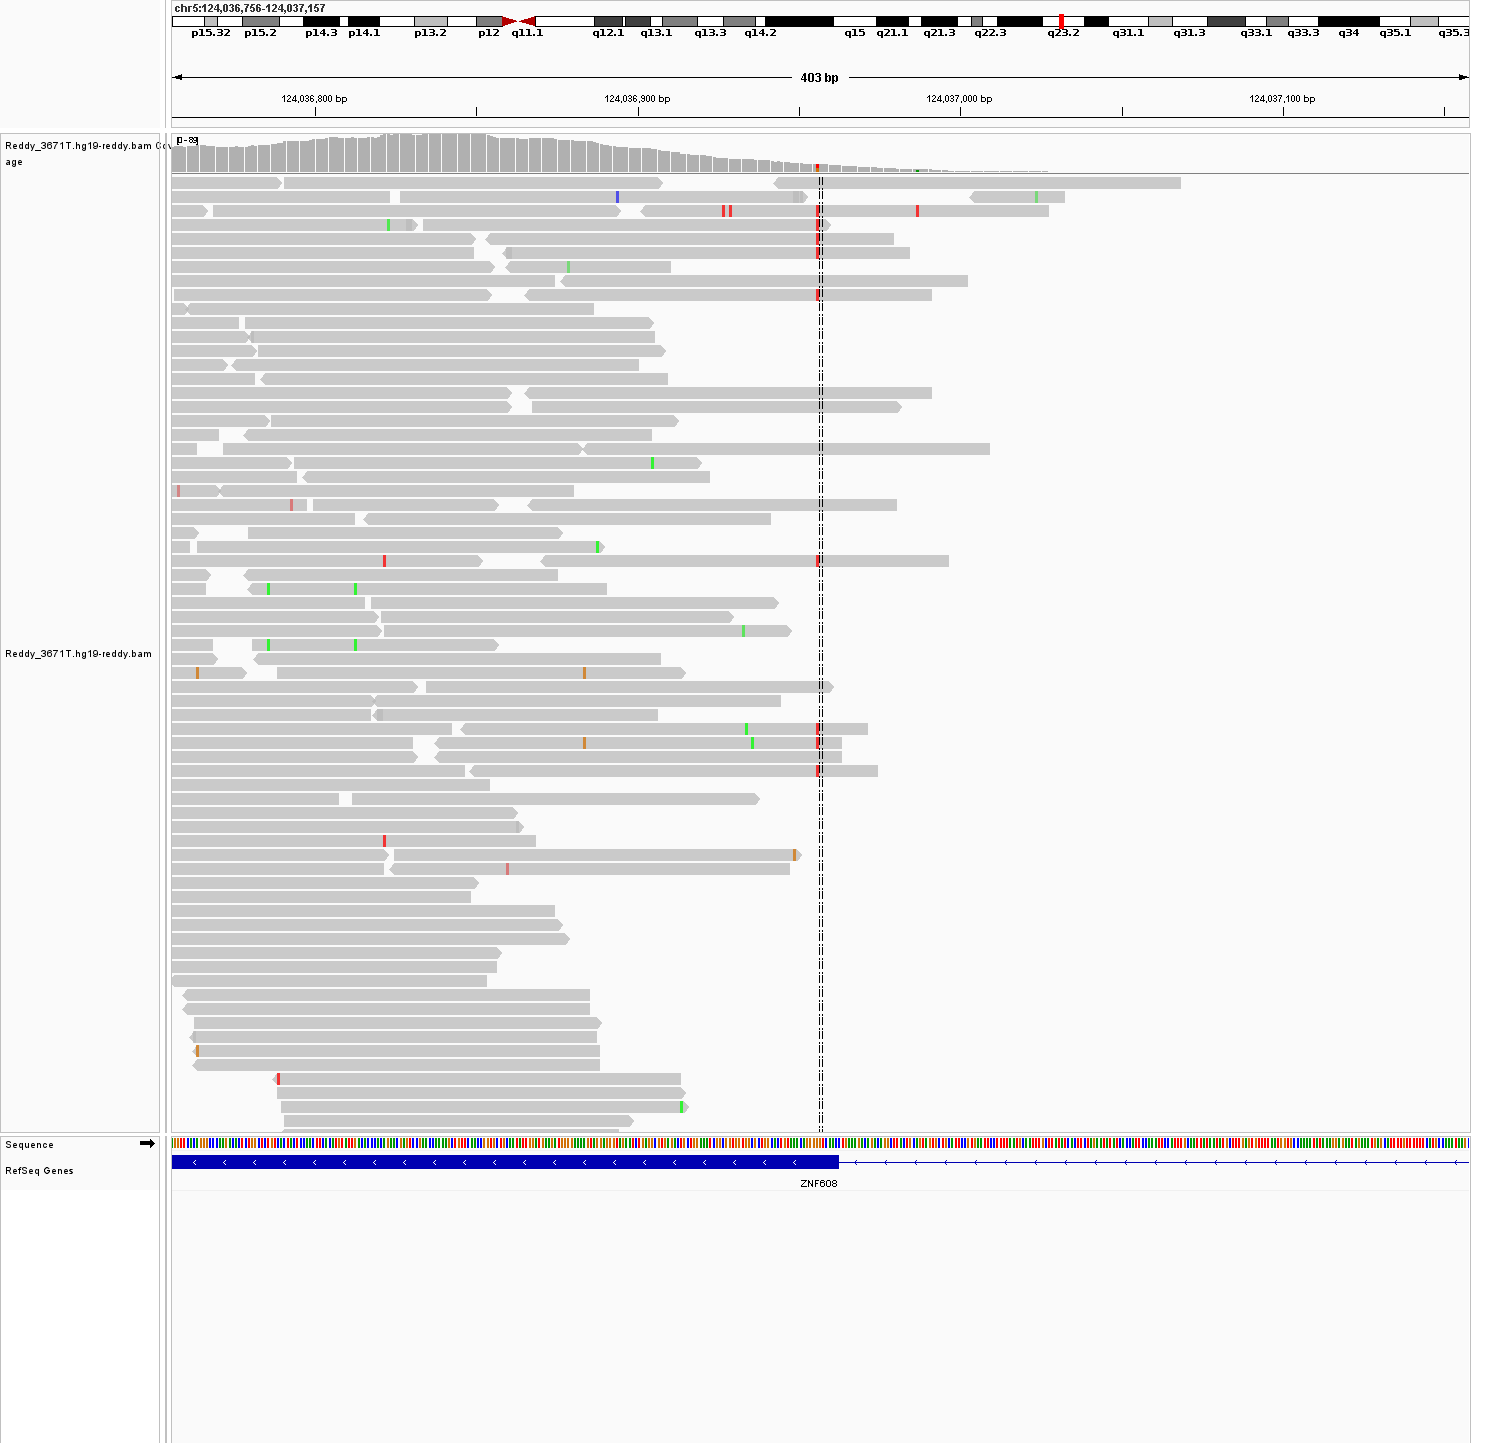 chr5:124,036,756-124,037,157
p15.32 p15.2 p14.3 p14.1 p13.2 p12 q11.1 q12.1 q13.1 q13.3 q14.2 q15 q21.1 q21.3 q22.3 q23.2 q31.1 q31.3 q33.1 q33.3 q34 q35.1 q35.3
403 bp
124,036,800 bp 124,036,900 bp 124,037,000 bp 124,037,100 bp
[0-89]
Reddy_3671T.hg19-reddy.bam Cov
age
Reddy_3671T.hg19-reddy.bam
Sequence
RefSeq Genes
ZNF608